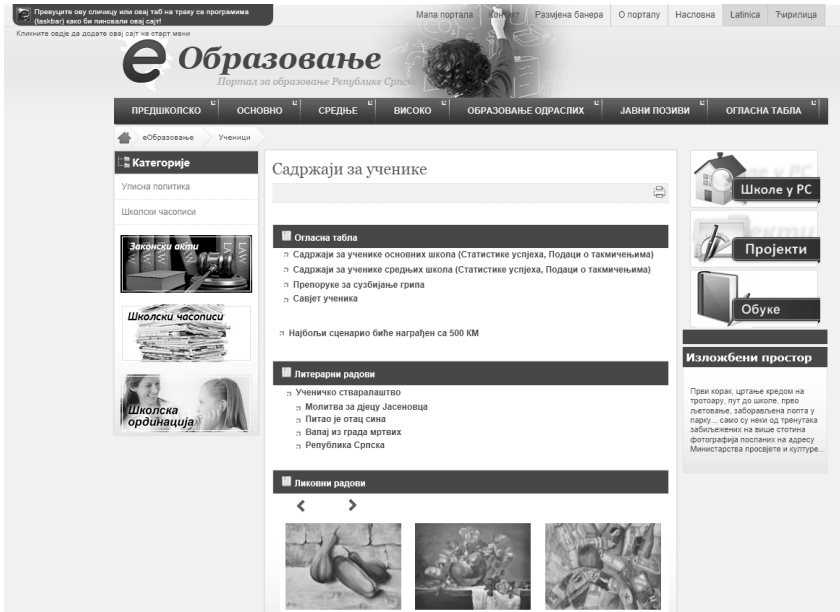 Превуците ову сличицу или овај таб на траку са програмима
(taskbar) како би пиновали овај сајт!
Кликните овдје да додате овај сајт на старт мени
Мапа портала Контакт Размјена банера О порталу Насловна Latinica Ћирилица
е Образовање
Портал за образовање Републике Српске
ПРЕДШКОЛСКО ОСНОВНО СРЕДЊЕ ВИСОКО ОБРАЗОВАЊЕ ОДРАСЛИХ ЈАВНИ ПОЗИВИ ОГЛАСНА ТАБЛА
еОбразовање Ученици
Категорије
Уписна политика
Школски часописи
Законски акти
LAW LAW
Школски часописи
Школска
ординација
Садржаји за ученике
Огласна табла
Садржаји за ученике основних школа (Статистике успјеха, Подаци о такмичењима)
Садржаји за ученике средњих школа (Статистике успјеха, Подаци о такмичењима)
Препоруке за сузбијање грипа
Савјет ученика
Најбољи сценарио биће награђен са 500 КМ
Литерарни радови
Ученичко стваралаштво
Молитва за дјецу Јасеновца
Питао је отац сина
Вапај из града мртвих
Република Српска
Ликовни радови
Школе у РС
Пројекти
Обуке
Изложбени простор
Први корак, цртање кредом на
тротоару, пут до школе, прво
љетовање, заборављена лопта у
парку... само су неки од тренутака
забиљежених на више стотина
фотографија посланих на адресу
Министарства просвјете и културе...